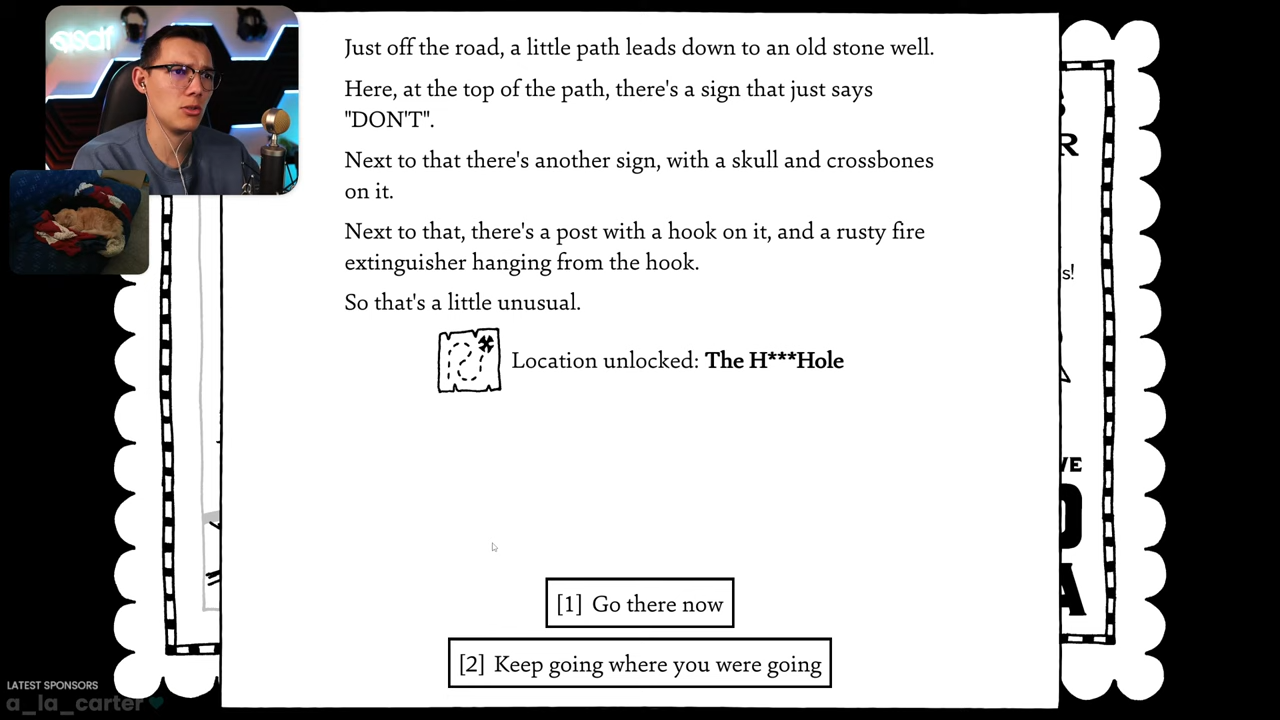 Just off the road, a little path leads down to an old stone well.
Here, at the top of the path, there's a sign that just says
"DON'T".
Next to that there's another sign, with a skull and crossbones
on it.
Next to that, there's a post with a hook on it, and a rusty fire
extinguisher hanging from the hook.
So that's a little unusual.
Location unlocked: The H***Hole
[1] Go there now
[2] Keep going where you were going
R
s!
VE
A
LATEST SPONSORS
a_la_carter